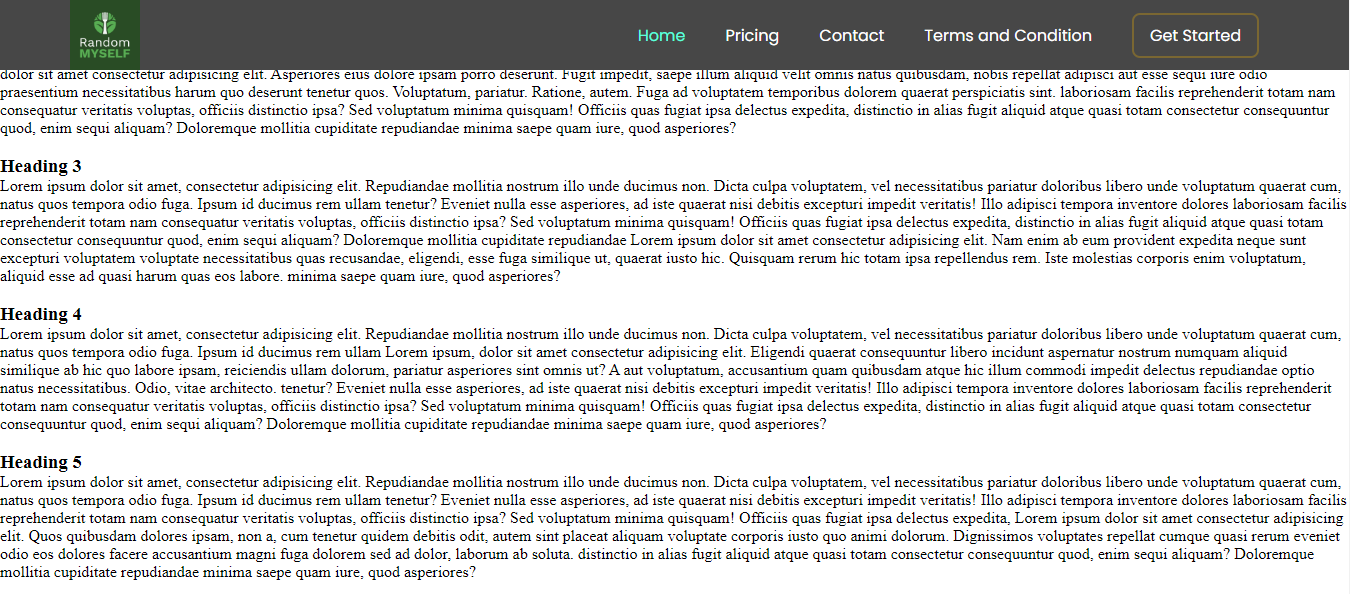 Random
MYSELF
Home Pricing Contact Terms and Condition Get Started
dolor sit amet consectetur adipisicing elit. Asperiores eius dolore ipsam porro deserunt. Fugit impedit, saepe illum aliquid velit omnis natus quibusdam, nobis repellat adipisci aut esse sequi iure odio
praesentium necessitatibus harum quo deserunt tenetur quos. Voluptatum, pariatur. Ratione, autem. Fuga ad voluptatem temporibus dolorem quaerat perspiciatis sint. laboriosam facilis reprehenderit totam nam
consequatur veritatis voluptas, officiis distinctio ipsa? Sed voluptatum minima quisquam! Officiis quas fugiat ipsa delectus expedita, distinctio in alias fugit aliquid atque quasi totam consectetur consequuntur
quod, enim sequi aliquam? Doloremque mollitia cupiditate repudiandae minima saepe quam iure, quod asperiores?
Heading 3
Lorem ipsum dolor sit amet, consectetur adipisicing elit. Repudiandae mollitia nostrum illo unde ducimus non. Dicta culpa voluptatem, vel necessitatibus pariatur doloribus libero unde voluptatum quaerat cum,
natus quos tempora odio fuga. Ipsum id ducimus rem ullam tenetur? Eveniet nulla esse asperiores, ad iste quaerat nisi debitis excepturi impedit veritatis! Illo adipisci tempora inventore dolores laboriosam facilis
reprehenderit totam nam consequatur veritatis voluptas, officiis distinctio ipsa? Sed voluptatum minima quisquam! Officiis quas fugiat ipsa delectus expedita, distinctio in alias fugit aliquid atque quasi totam
consectetur consequuntur quod, enim sequi aliquam? Doloremque mollitia cupiditate repudiandae Lorem ipsum dolor sit amet consectetur adipisicing elit. Nam enim ab eum provident expedita neque sunt
excepturi voluptatem voluptate necessitatibus quas recusandae, eligendi, esse fuga similique ut, quaerat iusto hic. Quisquam rerum hic totam ipsa repellendus rem. Iste molestias corporis enim voluptatum,
aliquid esse ad quasi harum quas eos labore. minima saepe quam iure, quod asperiores?
Heading 4
Lorem ipsum dolor sit amet, consectetur adipisicing elit. Repudiandae mollitia nostrum illo unde ducimus non. Dicta culpa voluptatem, vel necessitatibus pariatur doloribus libero unde voluptatum quaerat cum,
natus quos tempora odio fuga. Ipsum id ducimus rem ullam Lorem ipsum, dolor sit amet consectetur adipisicing elit. Eligendi quaerat consequuntur libero incidunt aspernatur nostrum numquam aliquid
similique ab hic quo labore ipsam, reiciendis ullam dolorum, pariatur asperiores sint omnis ut? A aut voluptatum, accusantium quam quibusdam atque hic illum commodi impedit delectus repudiandae optio
natus necessitatibus. Odio, vitae architecto. tenetur? Eveniet nulla esse asperiores, ad iste quaerat nisi debitis excepturi impedit veritatis! Illo adipisci tempora inventore dolores laboriosam facilis reprehenderit
totam nam consequatur veritatis voluptas, officiis distinctio ipsa? Sed voluptatum minima quisquam! Officiis quas fugiat ipsa delectus expedita, distinctio in alias fugit aliquid atque quasi totam consectetur
consequuntur quod, enim sequi aliquam? Doloremque mollitia cupiditate repudiandae minima saepe quam iure, quod asperiores?
Heading 5
Lorem ipsum dolor sit amet, consectetur adipisicing elit. Repudiandae mollitia nostrum illo unde ducimus non. Dicta culpa voluptatem, vel necessitatibus pariatur doloribus libero unde voluptatum quaerat cum,
natus quos tempora odio fuga. Ipsum id ducimus rem ullam tenetur? Eveniet nulla esse asperiores, ad iste quaerat nisi debitis excepturi impedit veritatis! Illo adipisci tempora inventore dolores laboriosam facilis
reprehenderit totam nam consequatur veritatis voluptas, officiis distinctio ipsa? Sed voluptatum minima quisquam! Officiis quas fugiat ipsa delectus expedita, Lorem ipsum dolor sit amet consectetur adipisicing
elit. Quos quibusdam dolores ipsam, non a, cum tenetur quidem debitis odit, autem sint placeat aliquam voluptate corporis iusto quo animi dolorum. Dignissimos voluptates repellat cumque quasi rerum eveniet
odio eos dolores facere accusantium magni fuga dolorem sed ad dolor, laborum ab soluta. distinctio in alias fugit aliquid atque quasi totam consectetur consequuntur quod, enim sequi aliquam? Doloremque
mollitia cupiditate repudiandae minima saepe quam iure, quod asperiores?